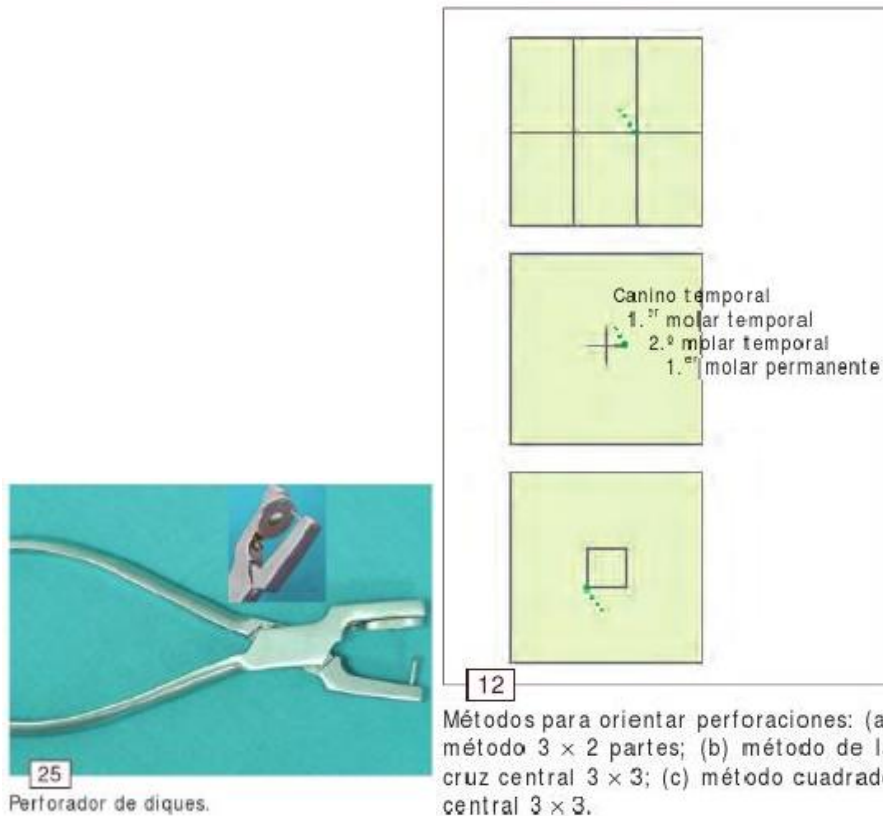 Canino temporal
1.er molar temporal
2.º molar temporal
1.er molar permanente
12
Métodos para orientar perforaciones: (a
método 3 × 2 partes; (b) método de l
cruz central 3 × 3; (c) método cuadrad
central 3 × 3.
25
Perforador de diques.